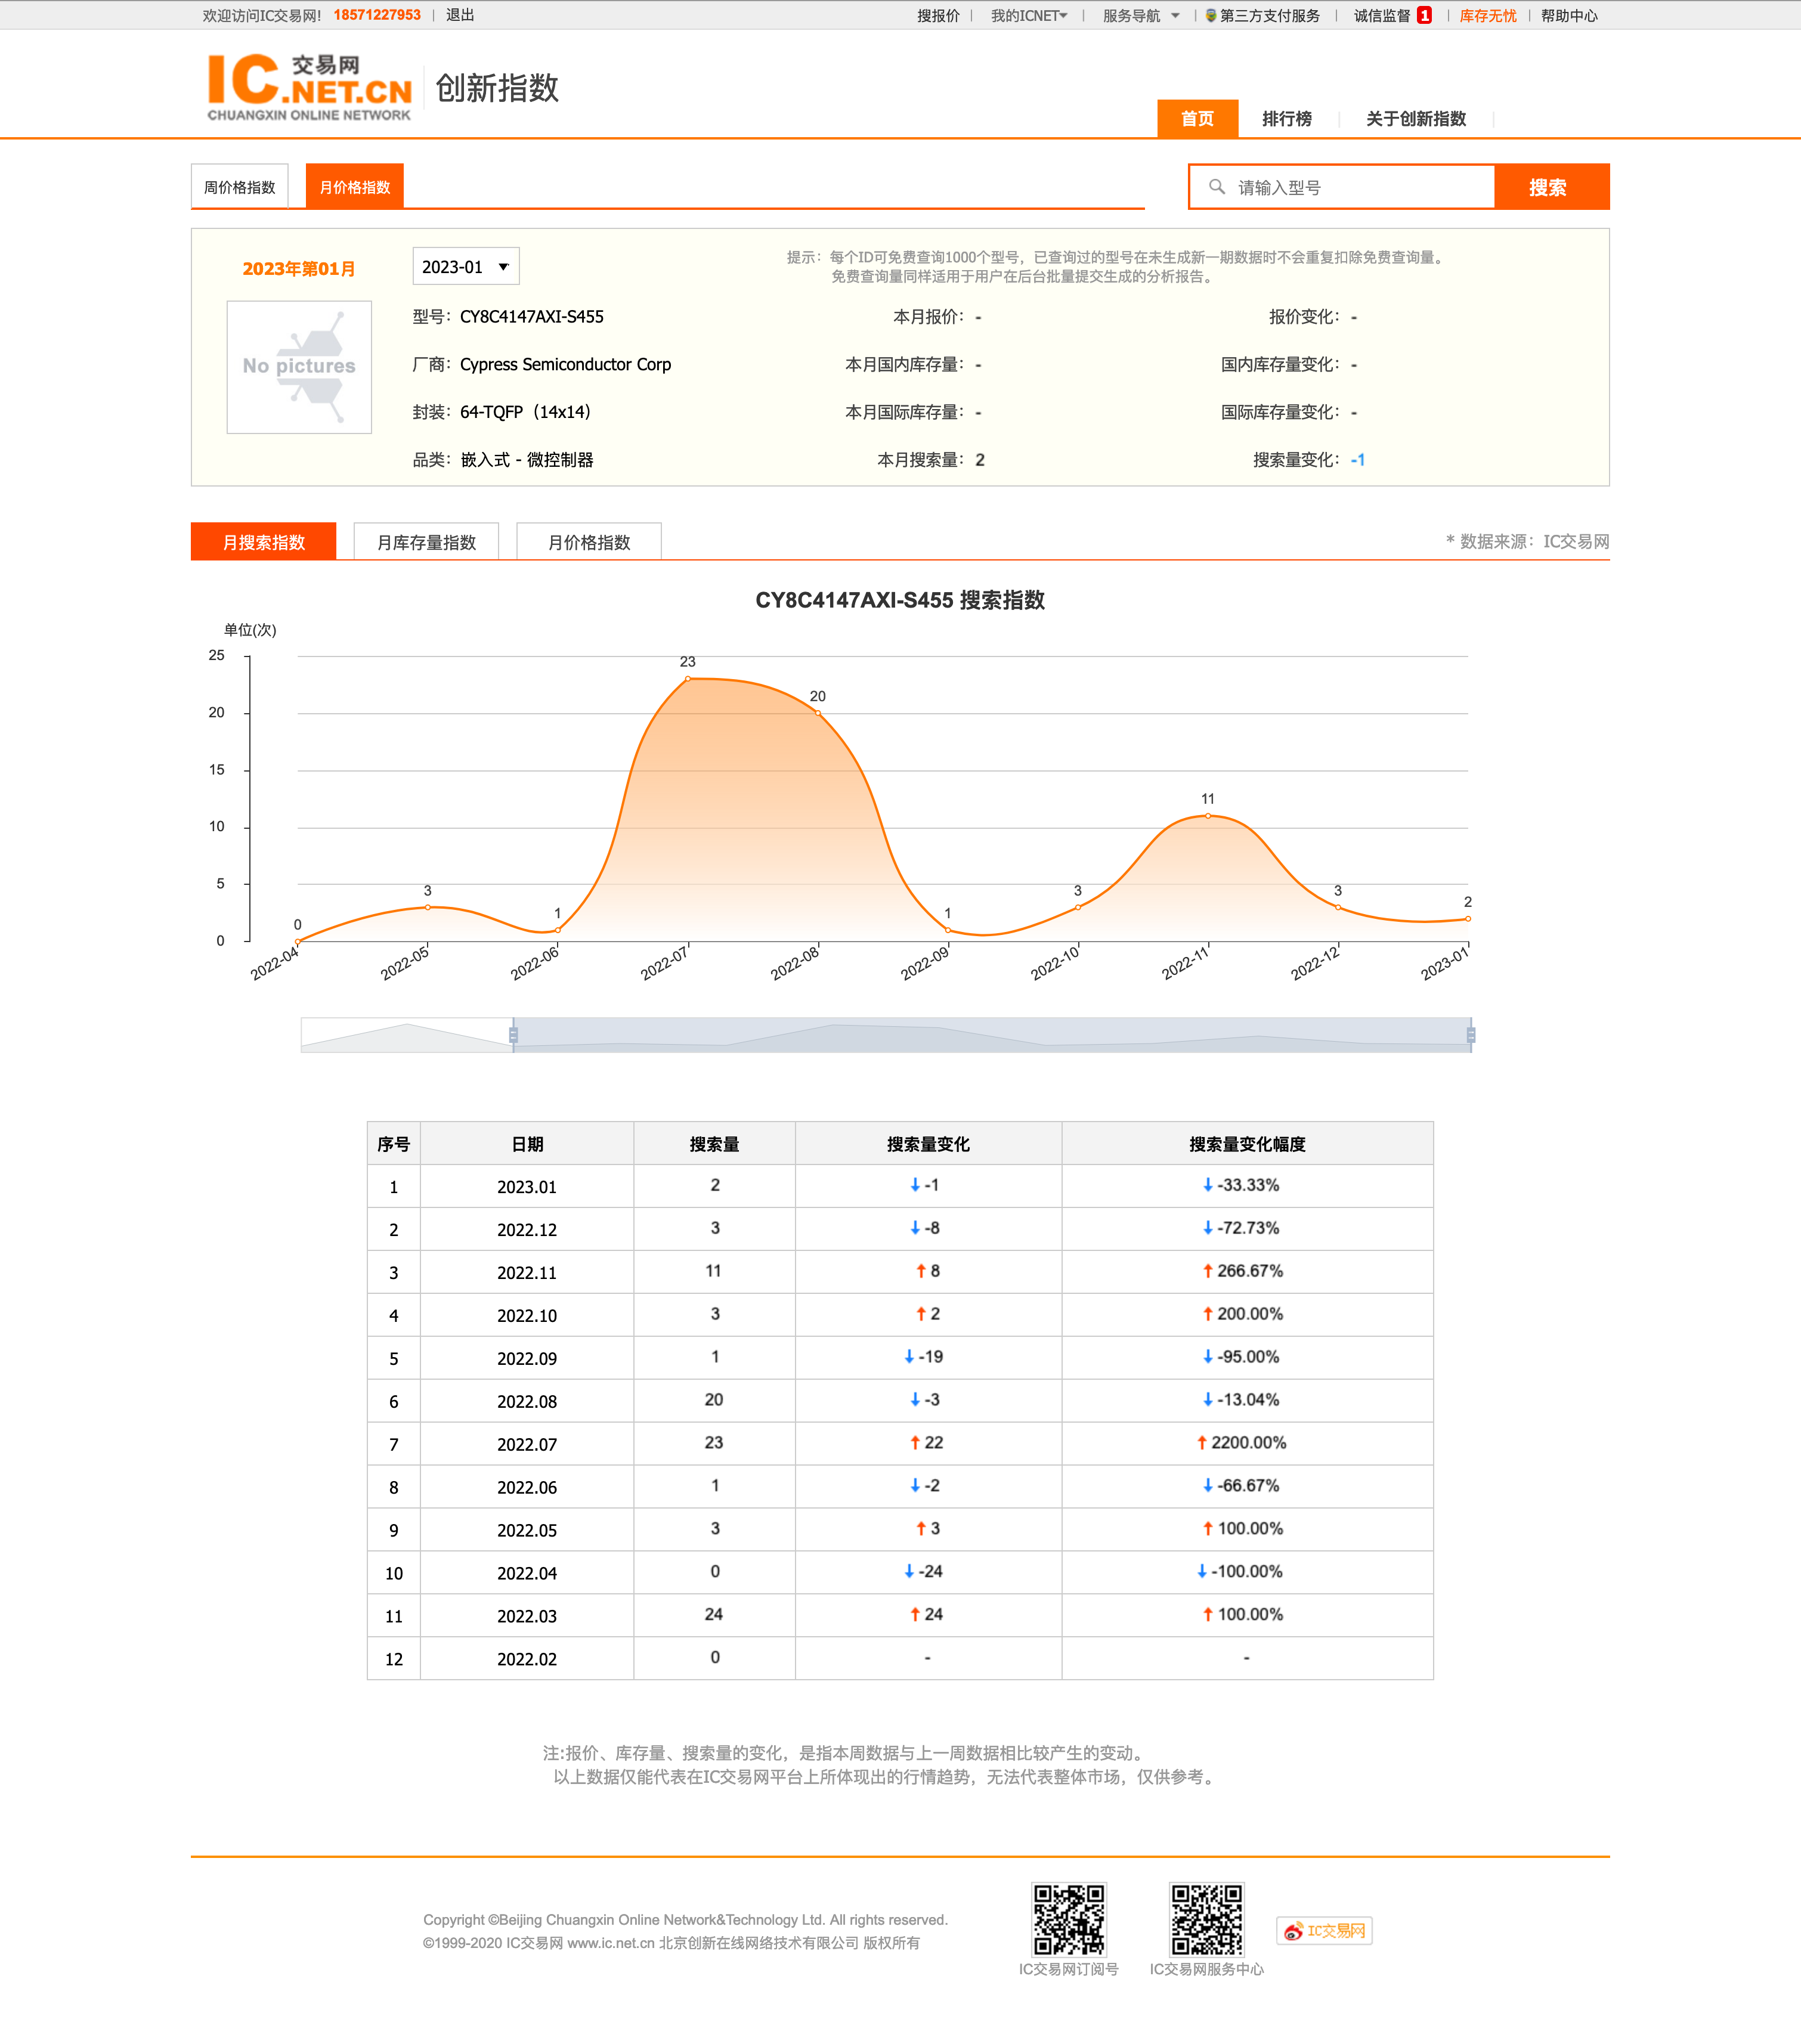 欢迎访问IC交易网! 18571227953 | 退出 搜报价 | 我的ICNET | 服务导航 | 第三方支付服务 | 诚信监督 1 | 库存无忧 | 帮助中心
IC 交易网
.NET.CN
CHUANGXIN ONLINE NETWORK
创新指数
首页 排行榜 关于创新指数
周价格指数 月价格指数 请输入型号 搜索
2023年第01月 2023-01
提示：每个ID可免费查询1000个型号，已查询过的型号在未生成新一期数据时不会重复扣除免费查询量。
免费查询量同样适用于用户在后台批量提交生成的分析报告。
No pictures
型号：CY8C4147AXI-S455 本月报价：- 报价变化：-
厂商：Cypress Semiconductor Corp 本月国内库存量：- 国内库存量变化：-
封装：64-TQFP（14x14） 本月国际库存量：- 国际库存量变化：-
品类：嵌入式 - 微控制器 本月搜索量：2 搜索量变化：-1
月搜索指数 月库存量指数 月价格指数 * 数据来源：IC交易网
CY8C4147AXI-S455 搜索指数
单位(次)
25
20
15
10
5
0
0 3 1 23 20 1 3 11 3 2
2022-04 2022-05 2022-06 2022-07 2022-08 2022-09 2022-10 2022-11 2022-12 2023-01
序号 日期 搜索量 搜索量变化 搜索量变化幅度
1 2023.01 2 ↓ -1 ↓ -33.33%
2 2022.12 3 ↓ -8 ↓ -72.73%
3 2022.11 11 ↑ 8 ↑ 266.67%
4 2022.10 3 ↑ 2 ↑ 200.00%
5 2022.09 1 ↓ -19 ↓ -95.00%
6 2022.08 20 ↓ -3 ↓ -13.04%
7 2022.07 23 ↑ 22 ↑ 2200.00%
8 2022.06 1 ↓ -2 ↓ -66.67%
9 2022.05 3 ↑ 3 ↑ 100.00%
10 2022.04 0 ↓ -24 ↓ -100.00%
11 2022.03 24 ↑ 24 ↑ 100.00%
12 2022.02 0 - -
注:报价、库存量、搜索量的变化，是指本周数据与上一周数据相比较产生的变动。
以上数据仅能代表在IC交易网平台上所体现出的行情趋势，无法代表整体市场，仅供参考。
Copyright ©Beijing Chuangxin Online Network&Technology Ltd. All rights reserved.
©1999-2020 IC交易网 www.ic.net.cn 北京创新在线网络技术有限公司 版权所有
IC交易网订阅号 IC交易网服务中心
IC交易网